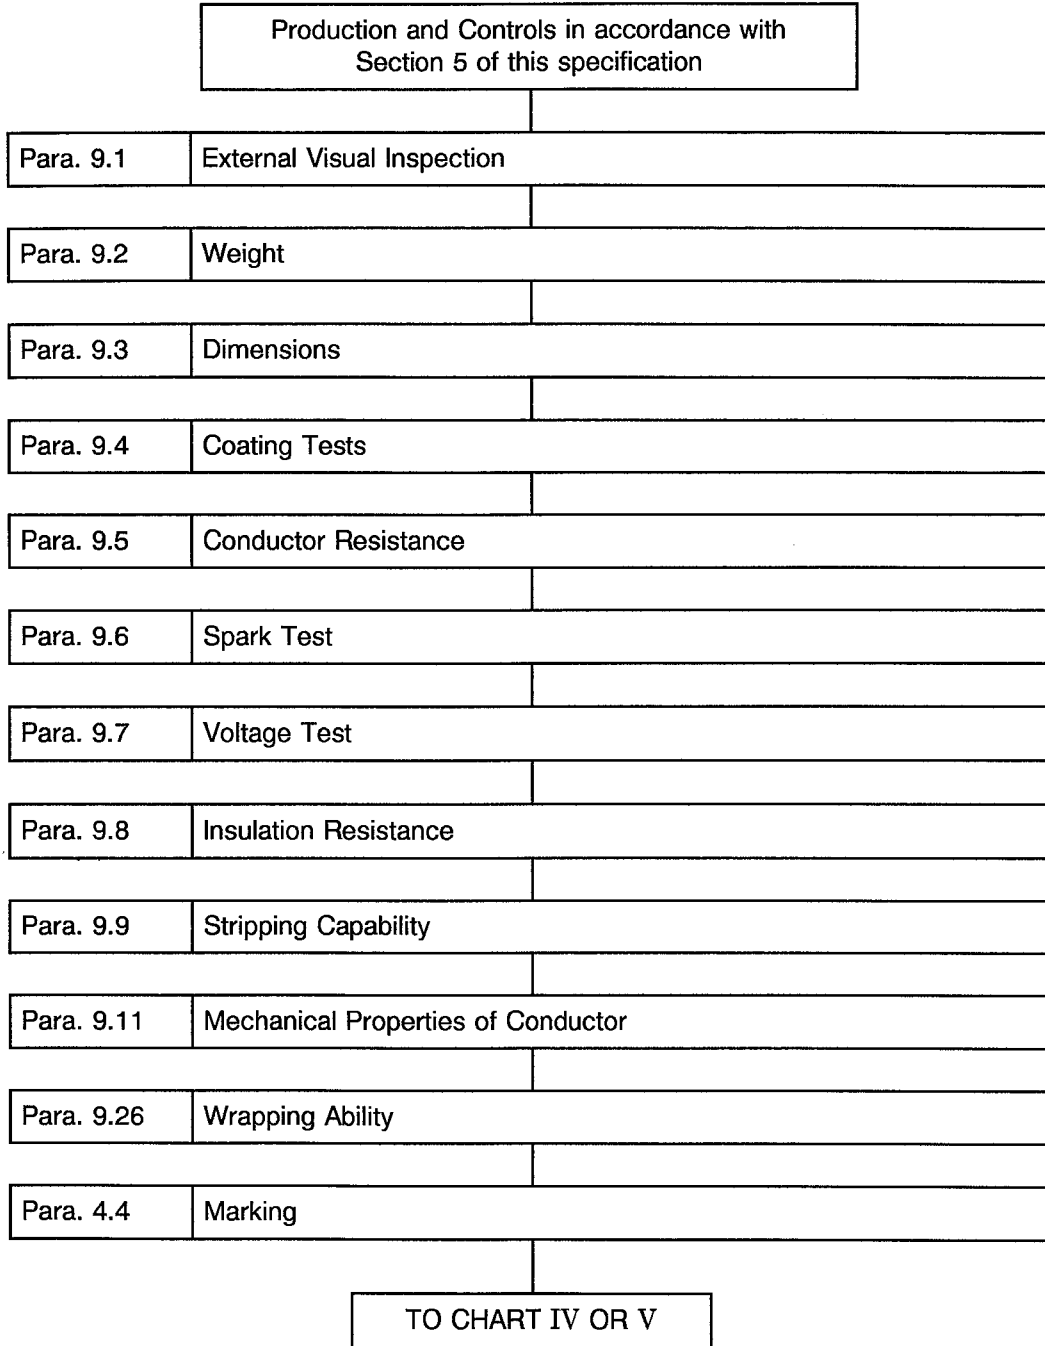 Production and Controls in accordance with
Section 5 of this specification
Para. 9.1 External Visual Inspection
Para. 9.2 Weight
Para. 9.3 Dimensions
Para. 9.4 Coating Tests
Para. 9.5 Conductor Resistance
Para. 9.6 Spark Test
Para. 9.7 Voltage Test
Para. 9.8 Insulation Resistance
Para. 9.9 Stripping Capability
Para. 9.11 Mechanical Properties of Conductor
Para. 9.26 Wrapping Ability
Para. 4.4 Marking
TO CHART IV OR V